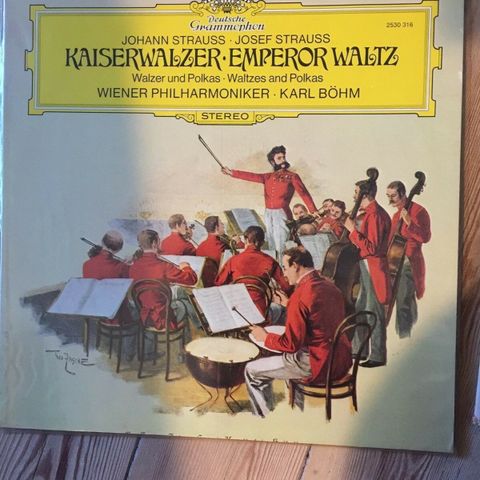 Deutsche
Grammophon
2530 316
JOHANN STRAUSS · JOSEF STRAUSS
KAISERWALZER · EMPEROR WALTZ
Walzer und Polkas · Waltzes and Polkas
WIENER PHILHARMONIKER · KARL BÖHM
STEREO